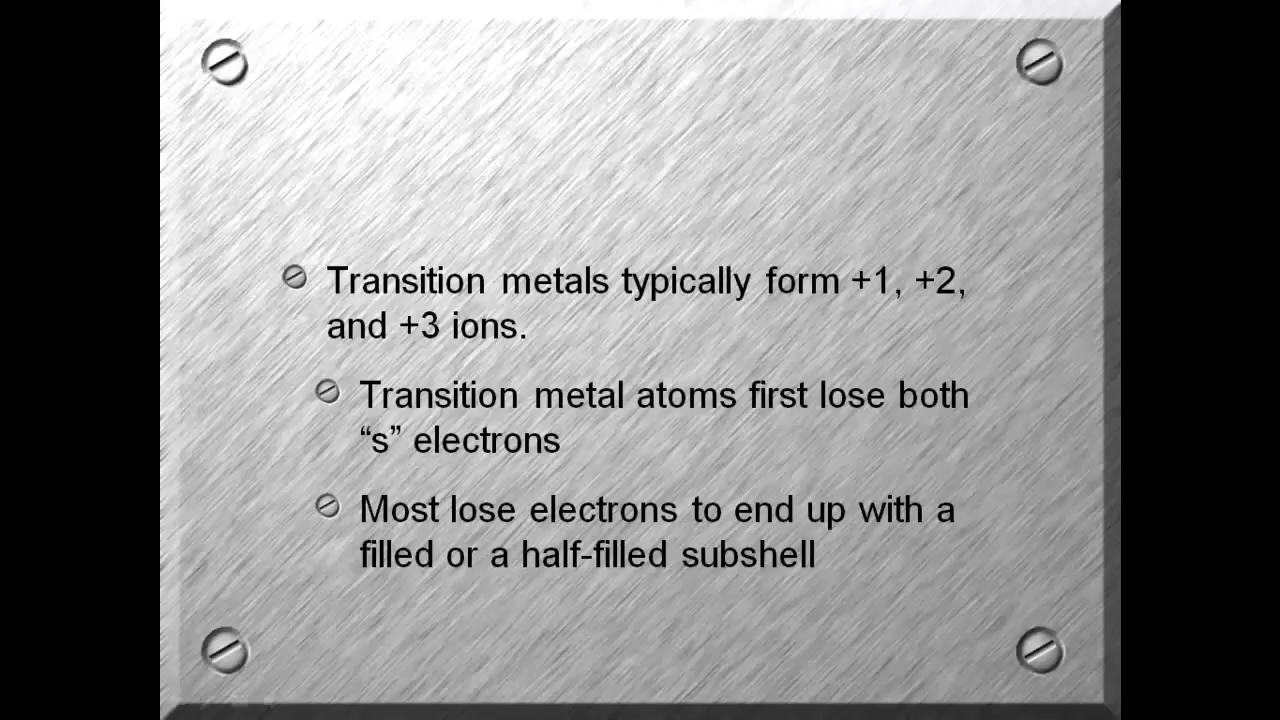 Transition metals typically form +1, +2,
and +3 ions.
Transition metal atoms first lose both
“s” electrons
Most lose electrons to end up with a
filled or a half-filled subshell